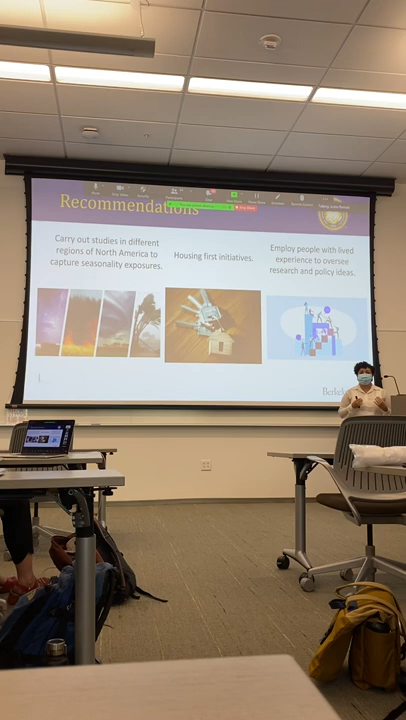 Recommendations
Carry out studies in different
regions of North America to
capture seasonality exposures.
Housing first initiatives.
Employ people with lived
experience to oversee
research and policy ideas.